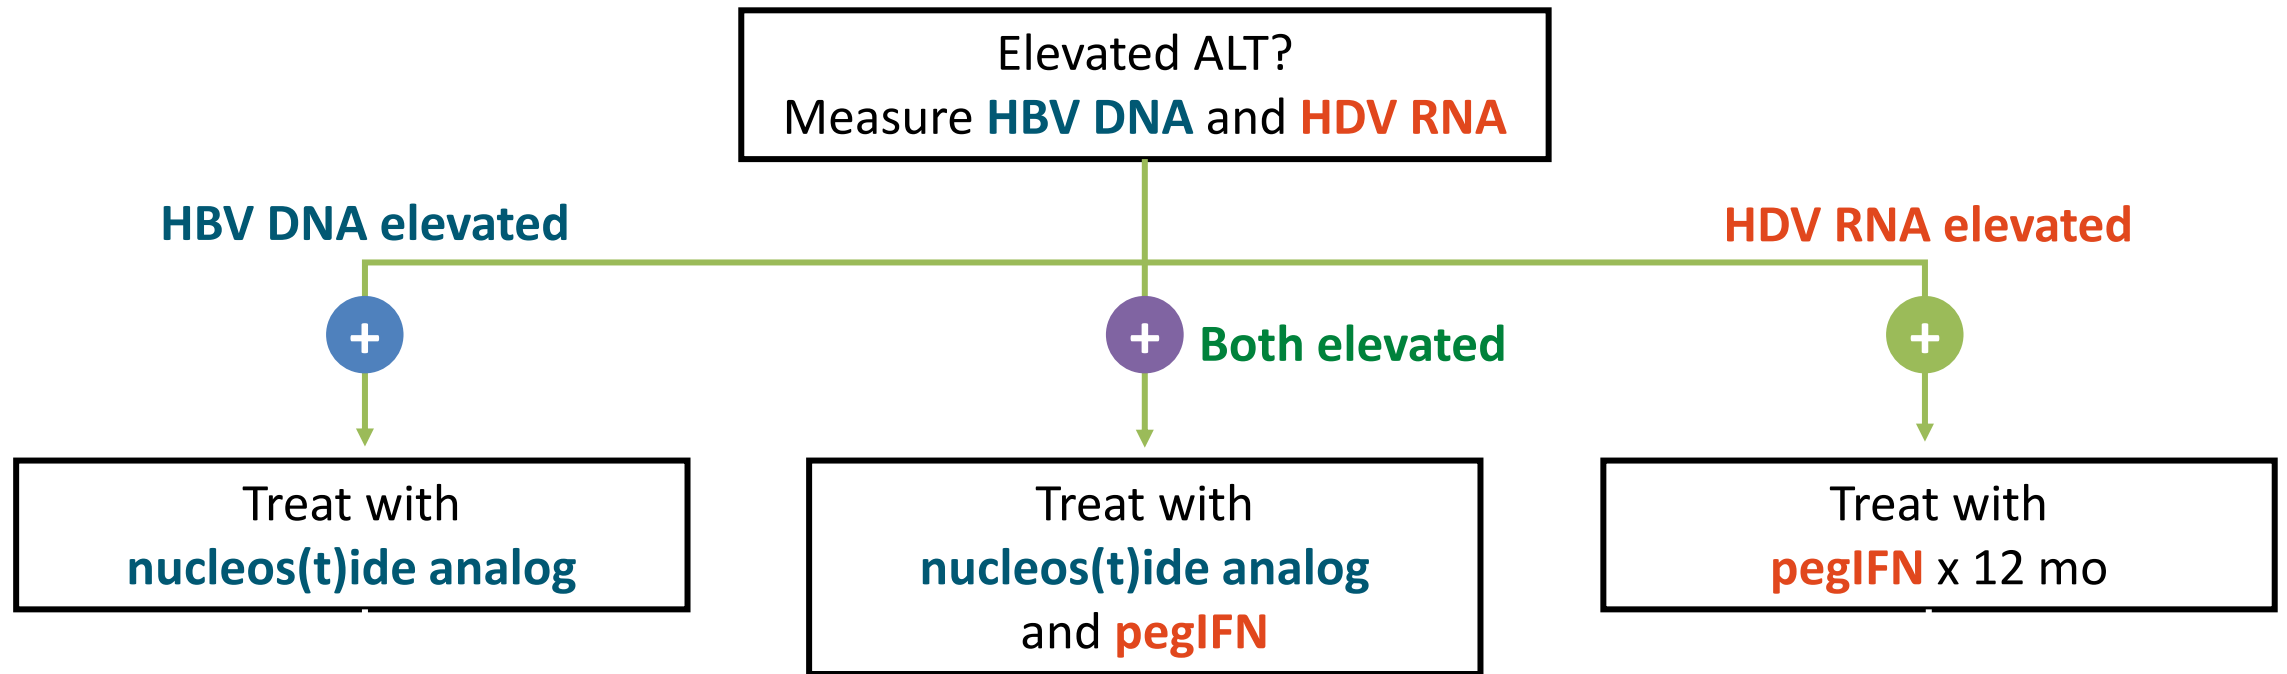 Elevated ALT?
Measure HBV DNA and HDV RNA
HBV DNA elevated
HDV RNA elevated
+
+
Both elevated
+
Treat with
nucleos(t)ide analog
Treat with
nucleos(t)ide analog
and pegIFN
Treat with
pegIFN x 12 mo